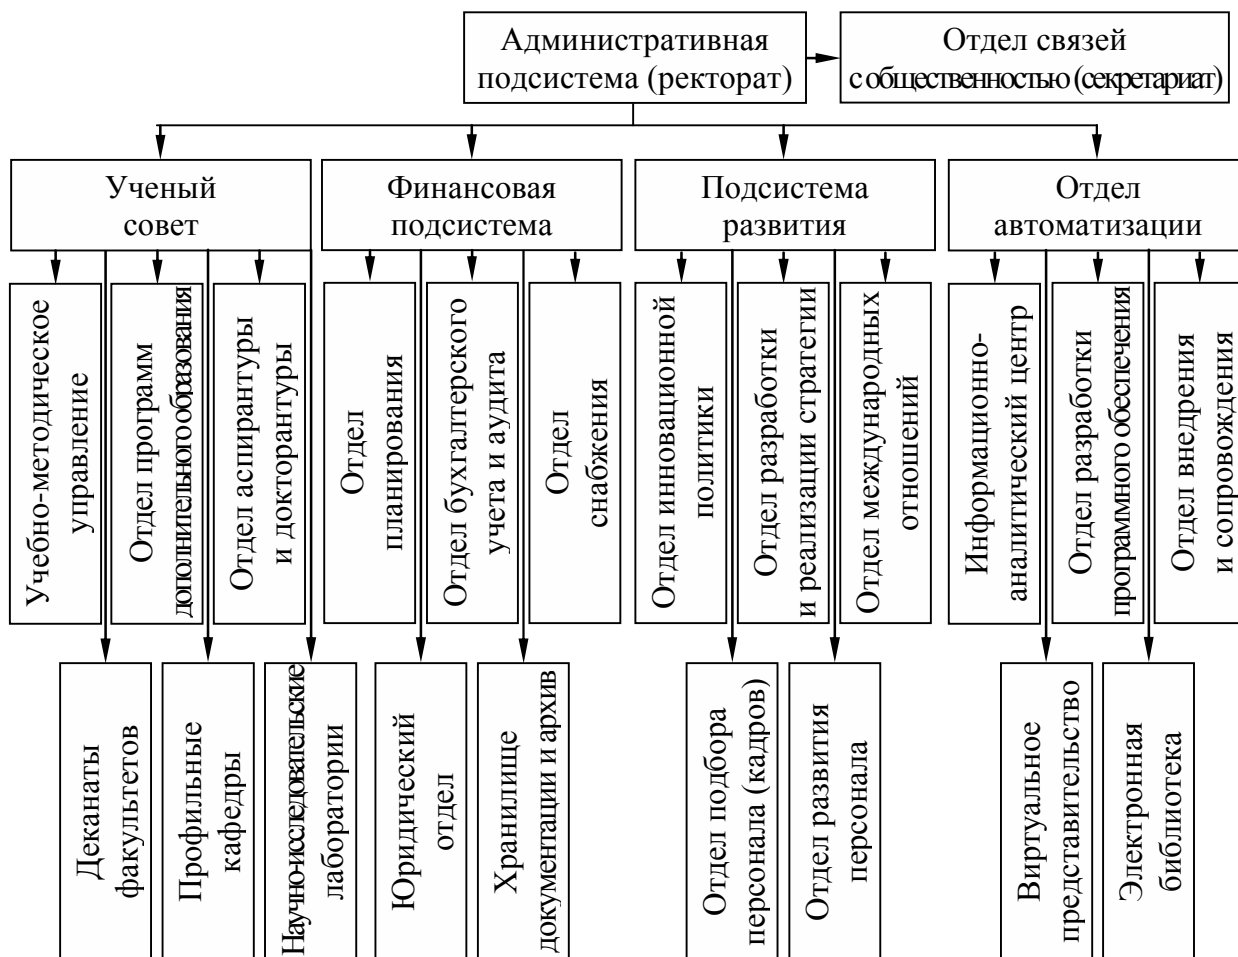 Административная
подсистема (ректорат)
Отдел связей
с общественностью (секретариат)
Ученый
совет
Финансовая
подсистема
Подсистема
развития
Отдел
автоматизации
Учебно-методическое
управление
Отдел программ
дополнительного образования
Отдел аспирантуры
и докторантуры
Отдел
планирования
Отдел бухгалтерского
учета и аудита
Отдел
снабжения
Отдел инновационной
политики
Отдел разработки
и реализации стратегии
Отдел международных
отношений
Информационно-
аналитический центр
Отдел разработки
программного обеспечения
Отдел внедрения
и сопровождения
Деканаты
факультетов
Профильные
кафедры
Научно-исследовательские
лаборатории
Юридический
отдел
Хранилище
документации и архив
Отдел подбора
персонала (кадров)
Отдел развития
персонала
Виртуальное
представительство
Электронная
библиотека